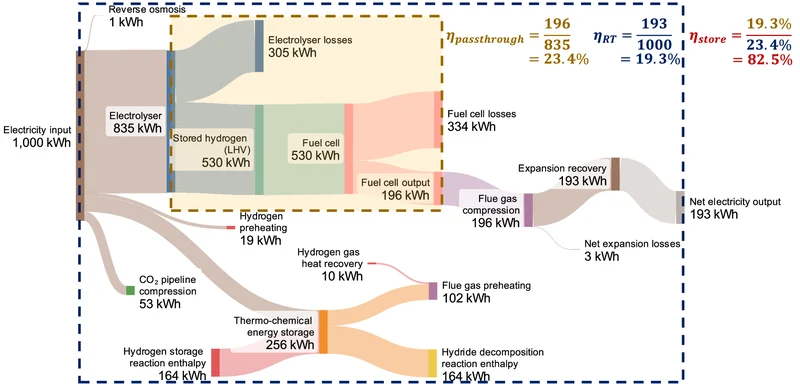 Reverse osmosis
1 kWh
Electrolyser losses
305 kWh
η_passthrough = 196/835
= 23.4%
η_RT = 193/1000
= 19.3%
η_store = 19.3%/23.4%
= 82.5%
Electricity input
1,000 kWh
Electrolyser
835 kWh
Stored hydrogen
(LHV)
530 kWh
Fuel cell
530 kWh
Fuel cell losses
334 kWh
Fuel cell output
196 kWh
Flue gas
compression
196 kWh
Expansion recovery
193 kWh
Net electricity output
193 kWh
Net expansion losses
3 kWh
Hydrogen
preheating
19 kWh
Hydrogen gas
heat recovery
10 kWh
CO₂ pipeline
compression
53 kWh
Flue gas preheating
102 kWh
Thermo-chemical
energy storage
256 kWh
Hydrogen storage
reaction enthalpy
164 kWh
Hydride decomposition
reaction enthalpy
164 kWh